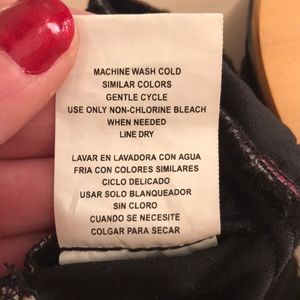 MACHINE WASH COLD
SIMILAR COLORS
GENTLE CYCLE
USE ONLY NON-CHLORINE BLEACH
WHEN NEEDED
LINE DRY
LAVAR EN LAVADORA CON AGUA
FRIA CON COLORES SIMILARES
CICLO DELICADO
USAR SOLO BLANQUEADOR
SIN CLORO
CUANDO SE NECESITE
COLGAR PARA SECAR